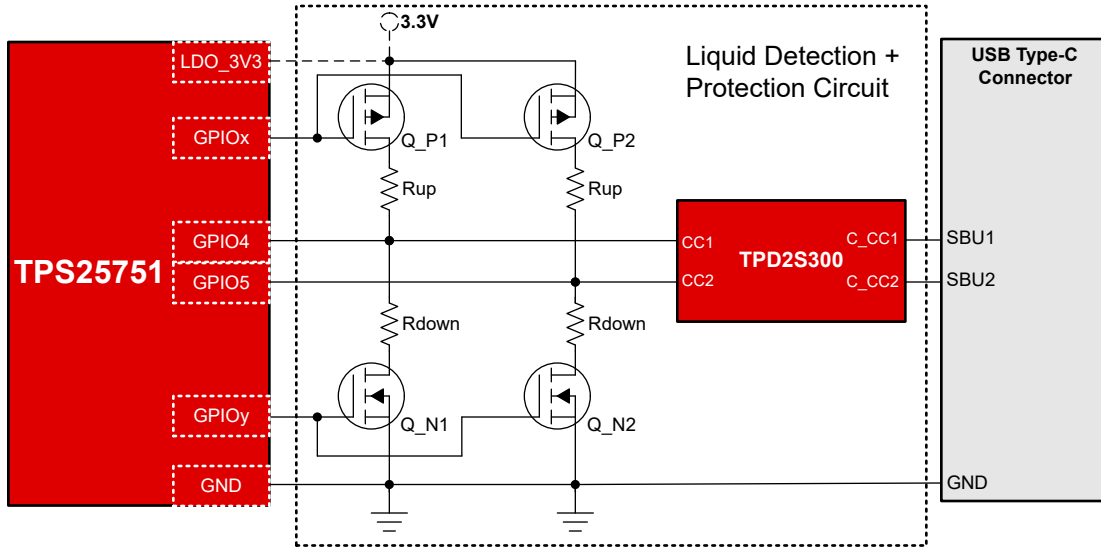 3.3V
Liquid Detection +
Protection Circuit
USB Type-C
Connector
LDO_3V3
GPIOx
Q_P1
Q_P2
Rup
Rup
GPIO4
CC1
C_CC1
SBU1
TPS25751
TPD2S300
GPIO5
CC2
C_CC2
SBU2
Rdown
Rdown
GPIOy
Q_N1
Q_N2
GND
GND